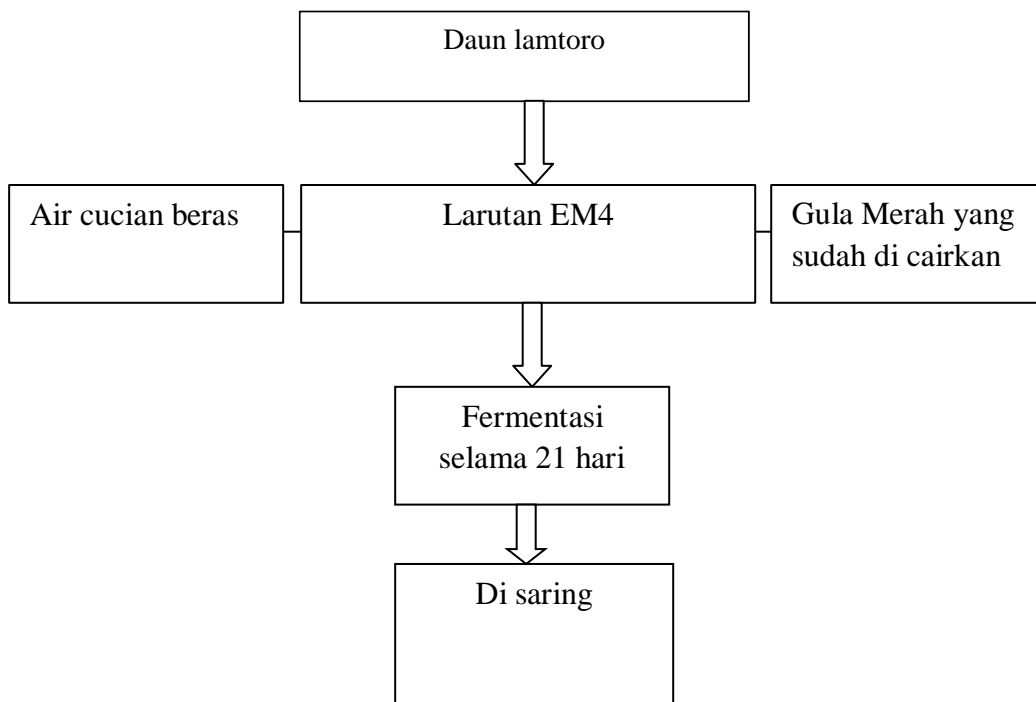 Daun lamtoro
Air cucian beras
Larutan EM4
Gula Merah yang
sudah di cairkan
Fermentasi
selama 21 hari
Di saring